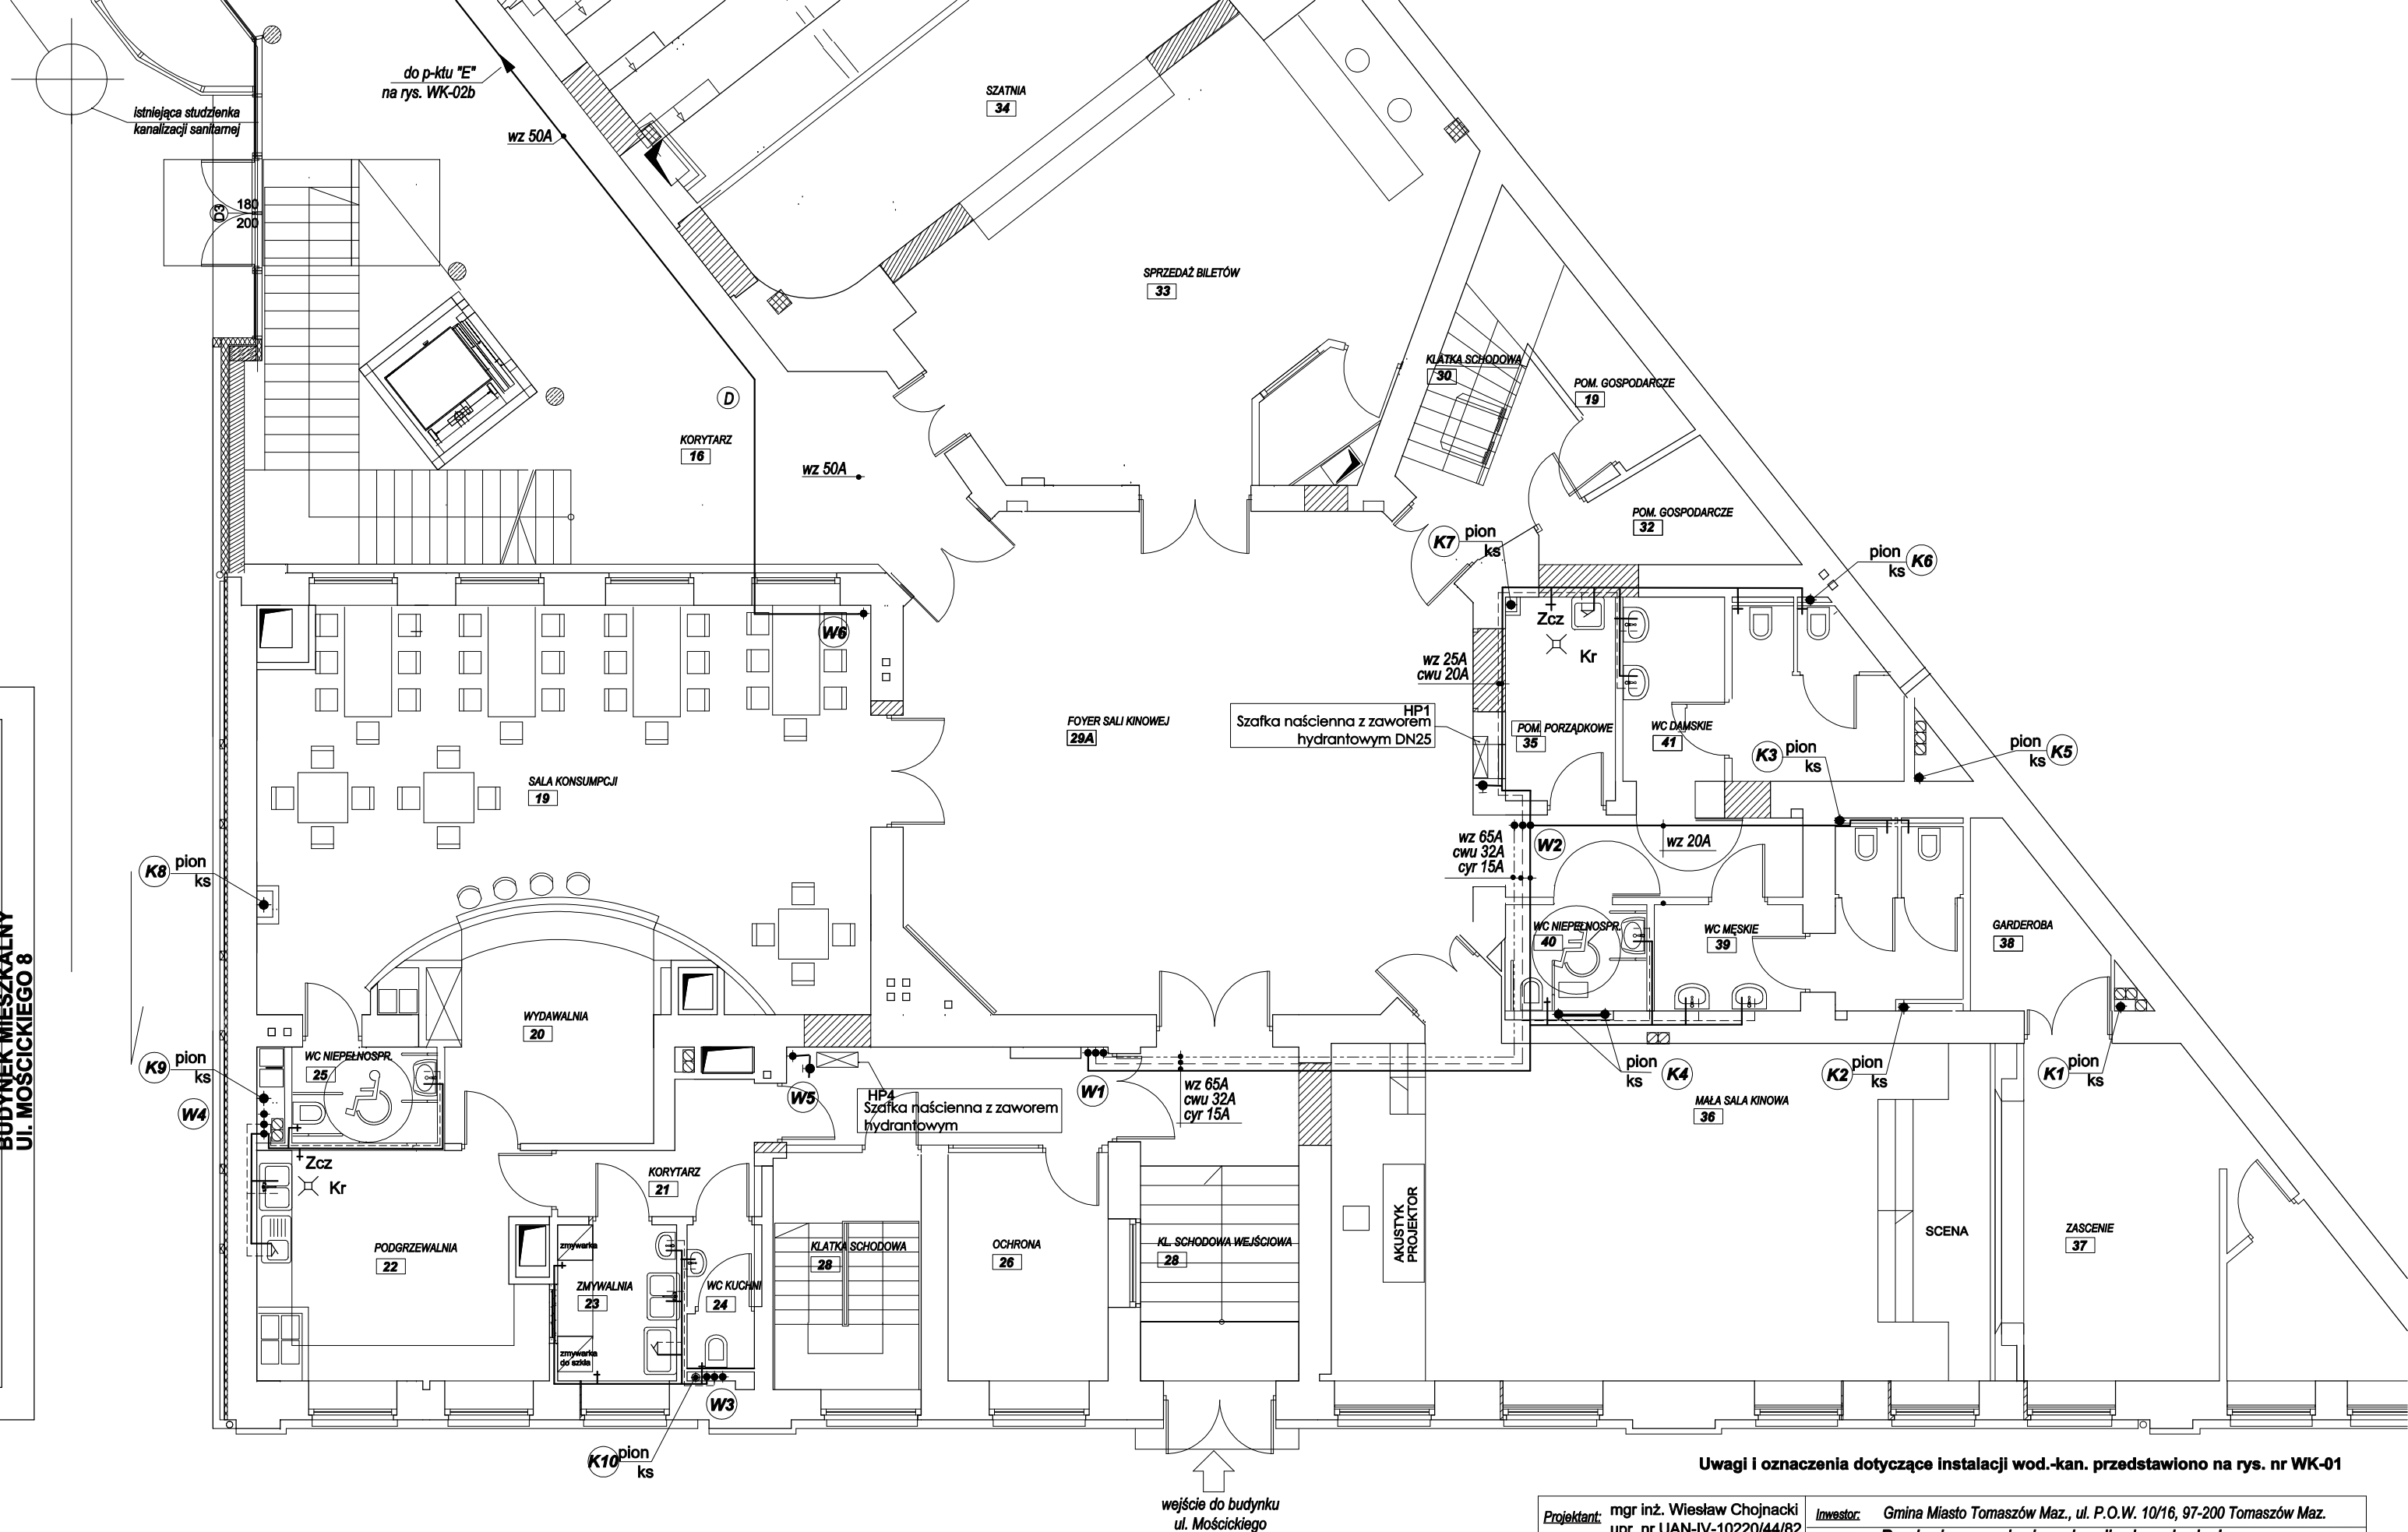 do p-ktu "E"
na rys. WK-02b
istniejąca studzienka
kanalizacji sanitarnej
wz 50A
SZATNIA
34
D3
180
200
SPRZEDAŻ BILETÓW
33
KLATKA SCHODOWA
30
POM. GOSPODARCZE
19
D
KORYTARZ
16
wz 50A
POM. GOSPODARCZE
32
K7
pion
ks
pion
ks
K6
W6
Zcz
Kr
wz 25A
cwu 20A
HP1
Szafka naścienna z zaworem
hydrantowym DN25
FOYER SALI KINOWEJ
29A
POM. PORZĄDKOWE
35
WC DAMSKIE
41
K3
pion
ks
pion
ks
K5
SALA KONSUMPCJI
19
wz 65A
cwu 32A
cyr 15A
W2
wz 20A
K8
pion
ks
BUDYNEK MIESZKALNY
Ul. MOŚCICKIEGO 8
WC NIEPEŁNOSPR.
40
WC MĘSKIE
39
GARDEROBA
38
WYDAWALNIA
20
K9
pion
ks
WC NIEPEŁNOSPR.
25
W4
W5
HP4
Szafka naścienna z zaworem
hydrantowym
W1
wz 65A
cwu 32A
cyr 15A
pion
ks
K4
K2
pion
ks
K1
pion
ks
MAŁA SALA KINOWA
36
Zcz
Kr
KORYTARZ
21
AKUSTYK
PROJEKTOR
SCENA
ZASCENIE
37
PODGRZEWALNIA
22
zmywarka
KLATKA SCHODOWA
28
OCHRONA
26
KL. SCHODOWA WEJŚCIOWA
28
ZMYWALNIA
23
WC KUCHNI
24
zmywarka
do szkła
W3
K10
pion
ks
Uwagi i oznaczenia dotyczące instalacji wod.-kan. przedstawiono na rys. nr WK-01
wejście do budynku
ul. Mościckiego
Projektant: mgr inż. Wiesław Chojnacki
upr. nr UAN-IV-10220/44/82
Inwestor: Gmina Miasto Tomaszów Maz., ul. P.O.W. 10/16, 97-200 Tomaszów Maz.